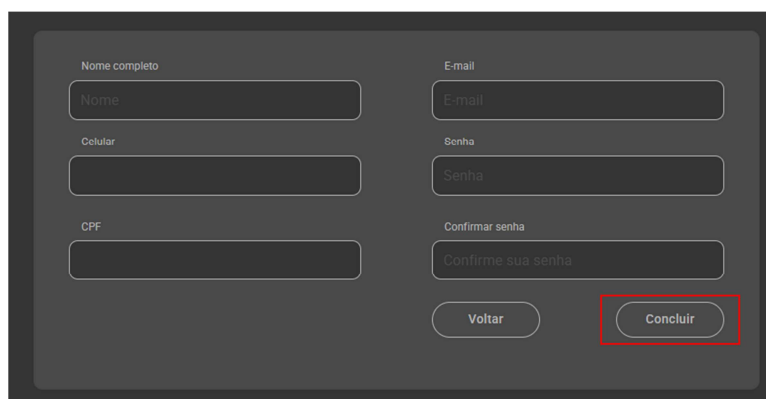 Nome completo
E-mail
Nome
E-mail
Celular
Senha
Senha
CPF
Confirmar senha
Confirme sua senha
Voltar
Concluir